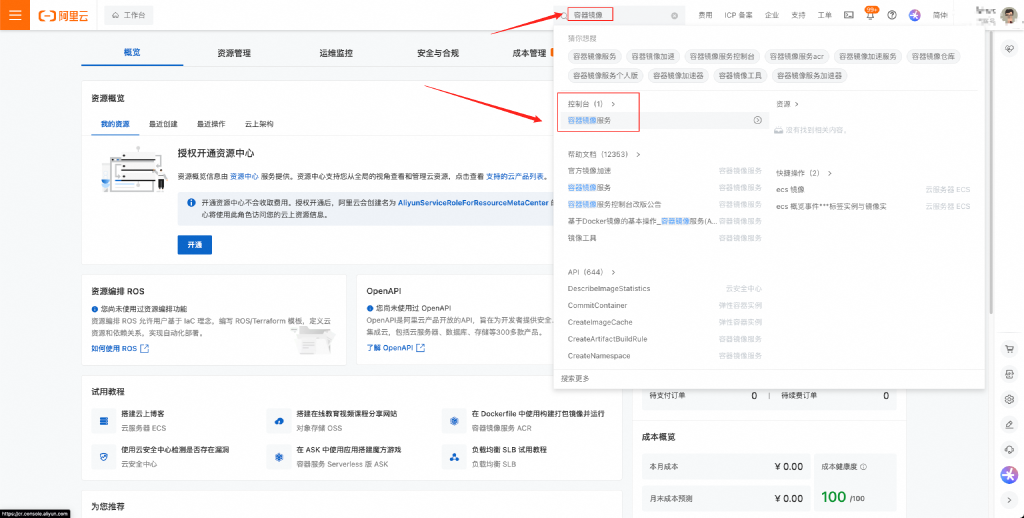 阿里云
工作台
容器镜像
费用
ICP 备案
企业
支持
工单
99+
简体
概览
资源管理
运维监控
安全与合规
成本管理
资源概览
我的资源
最近创建
最近操作
云上架构
授权开通资源中心
资源概览信息由 资源中心 服务提供。资源中心支持您从全局的视角查看和管理云资源，点击查看 支持的云产品列表。
开通资源中心不会收取费用。授权开通后，阿里云会创建名为 AliyunServiceRoleForResourceMetaCenter 的
心将使用此角色访问您的云上资源信息。
开通
资源编排 ROS
您尚未使用过资源编排功能
资源编排 ROS 允许用户基于 IaC 理念，编写 ROS/Terraform 模板，定义云
资源和依赖关系，实现自动化部署。
如何使用 ROS
OpenAPI
您尚未使用过 OpenAPI
OpenAPI是阿里云产品开放的API，旨在为开发者提供安全、
集成云，包括云服务器、数据库、存储等300多款产品。
了解 OpenAPI
试用教程
搭建云上博客
云服务器 ECS
搭建在线教育视频课程分享网站
对象存储 OSS
在 Dockerfile 中使用构建打包镜像并运行
容器镜像服务 ACR
使用云安全中心检测是否存在漏洞
云安全中心
在 ASK 中使用应用搭建魔方游戏
容器服务 Serverless 版 ASK
负载均衡 SLB 试用教程
负载均衡 SLB
为您推荐
猜你想搜
容器镜像服务
容器镜像加速
容器镜像服务控制台
容器镜像服务acr
容器镜像加速服务
容器镜像仓库
容器镜像服务个人版
容器镜像加速器
容器镜像工具
容器镜像服务加速器
控制台（1）
容器镜像服务
资源
没有找到相关内容。
帮助文档（12353）
官方镜像加速 容器镜像服务
容器镜像服务 容器镜像服务
容器镜像服务控制台改版公告 容器镜像服务
基于Docker镜像的基本操作_容器镜像服务(A... 容器镜像服务
镜像工具 容器镜像服务
快捷操作（2）
ecs 镜像 云服务器 ECS
ecs 概览事件***标签实例与镜像实 云服务器 ECS
API（644）
DescribeImageStatistics 云安全中心
CommitContainer 弹性容器实例
CreateImageCache 弹性容器实例
CreateArtifactBuildRule 容器镜像服务
CreateNamespace 容器镜像服务
搜索更多
待支付订单 0
待续费订单 0
成本概览
本月成本 ¥ 0.00
月末成本预测 ¥ 0.00
成本健康度
100 /100
https://cr.console.aliyun.com